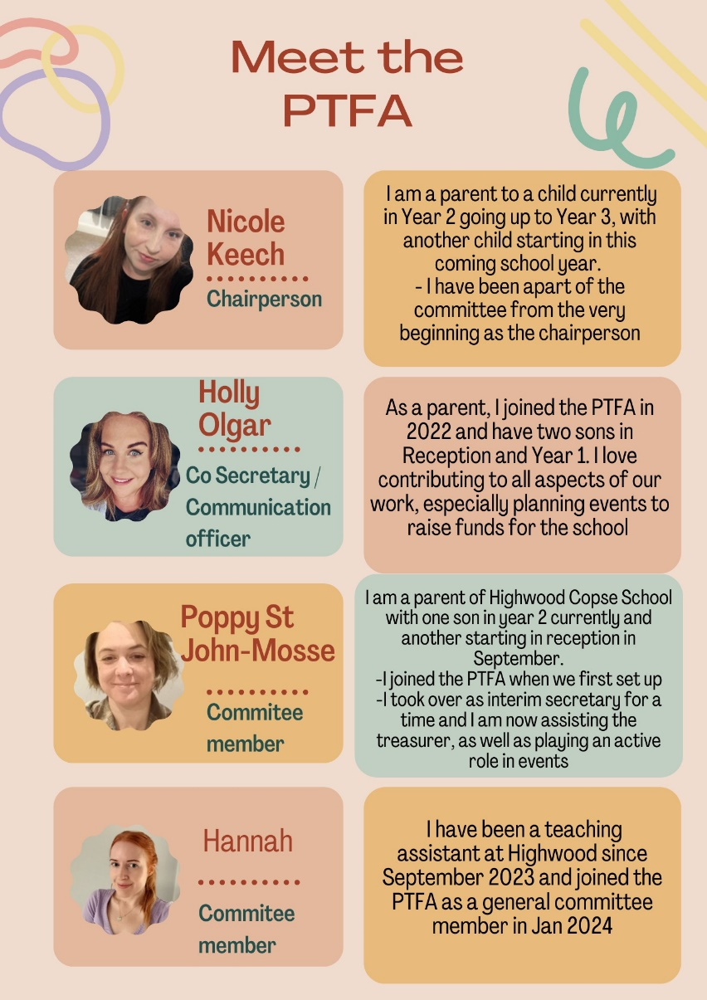 Meet the
PTFA
Nicole
Keech
Chairperson
I am a parent to a child currently
in Year 2 going up to Year 3, with
another child starting in this
coming school year.
- I have been apart of the
committee from the very
beginning as the chairperson
Holly
Olgar
Co Secretary /
Communication
officer
As a parent, I joined the PTFA in
2022 and have two sons in
Reception and Year 1. I love
contributing to all aspects of our
work, especially planning events to
raise funds for the school
Poppy St
John-Mosse
Commitee
member
I am a parent of Highwood Copse School
with one son in year 2 currently and
another starting in reception in
September.
-I joined the PTFA when we first set up
-I took over as interim secretary for a
time and I am now assisting the
treasurer, as well as playing an active
role in events
Hannah
Commitee
member
I have been a teaching
assistant at Highwood since
September 2023 and joined the
PTFA as a general committee
member in Jan 2024